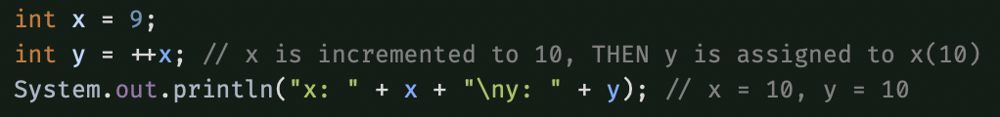 int x = 9;
int y = ++x; // x is incremented to 10, THEN y is assigned to x(10)
System.out.println("x: " + x + "\ny: " + y); // x = 10, y = 10